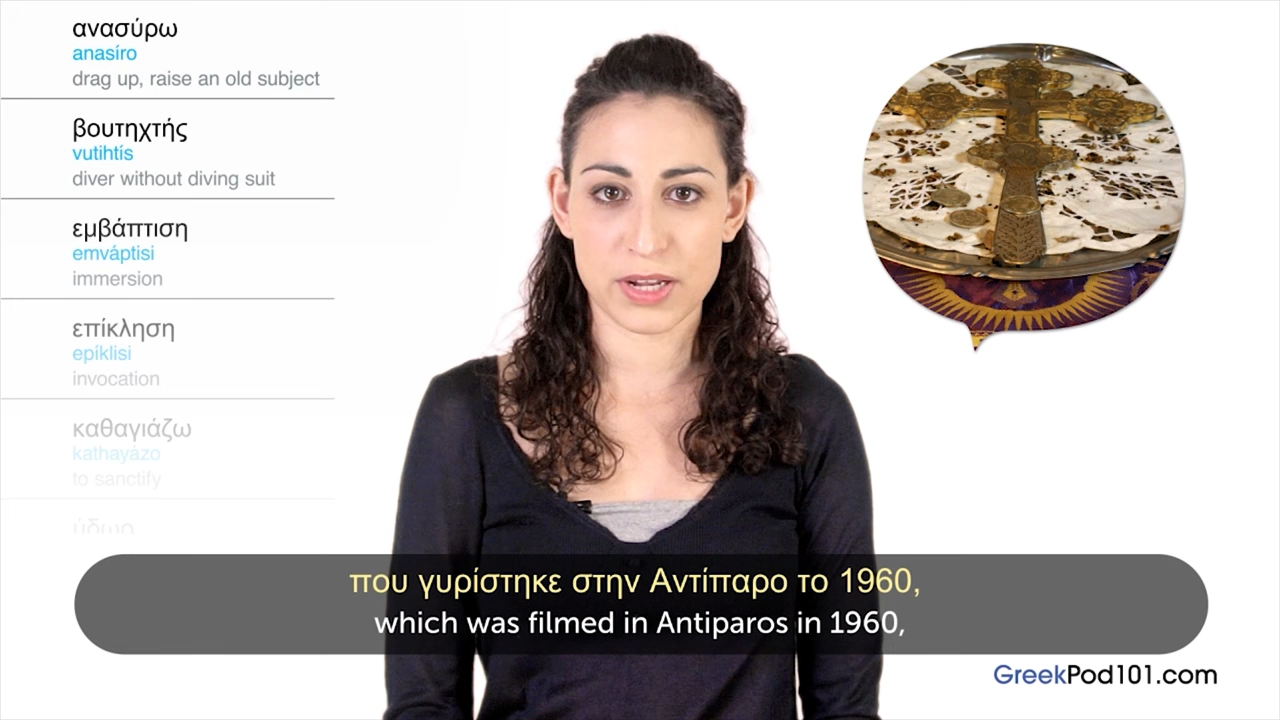 ανασύρω
anasíro
drag up, raise an old subject
βουτηχτής
vutihtís
diver without diving suit
εμβάπτιση
emváptisi
immersion
επίκληση
epíklisi
invocation
καθαγιάζω
kathayázo
to sanctify
ύδωρ
που γυρίστηκε στην Αντίπαρο το 1960,
which was filmed in Antiparos in 1960,
GreekPod101.com